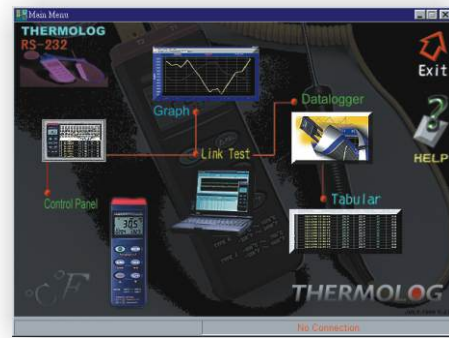 Main Menu
THERMOLOG
RS-232
Exit
Graph
Datalogger
HELP
Link Test
Control Panel
Tabular
°C°F
THERMOLOG
No Connection